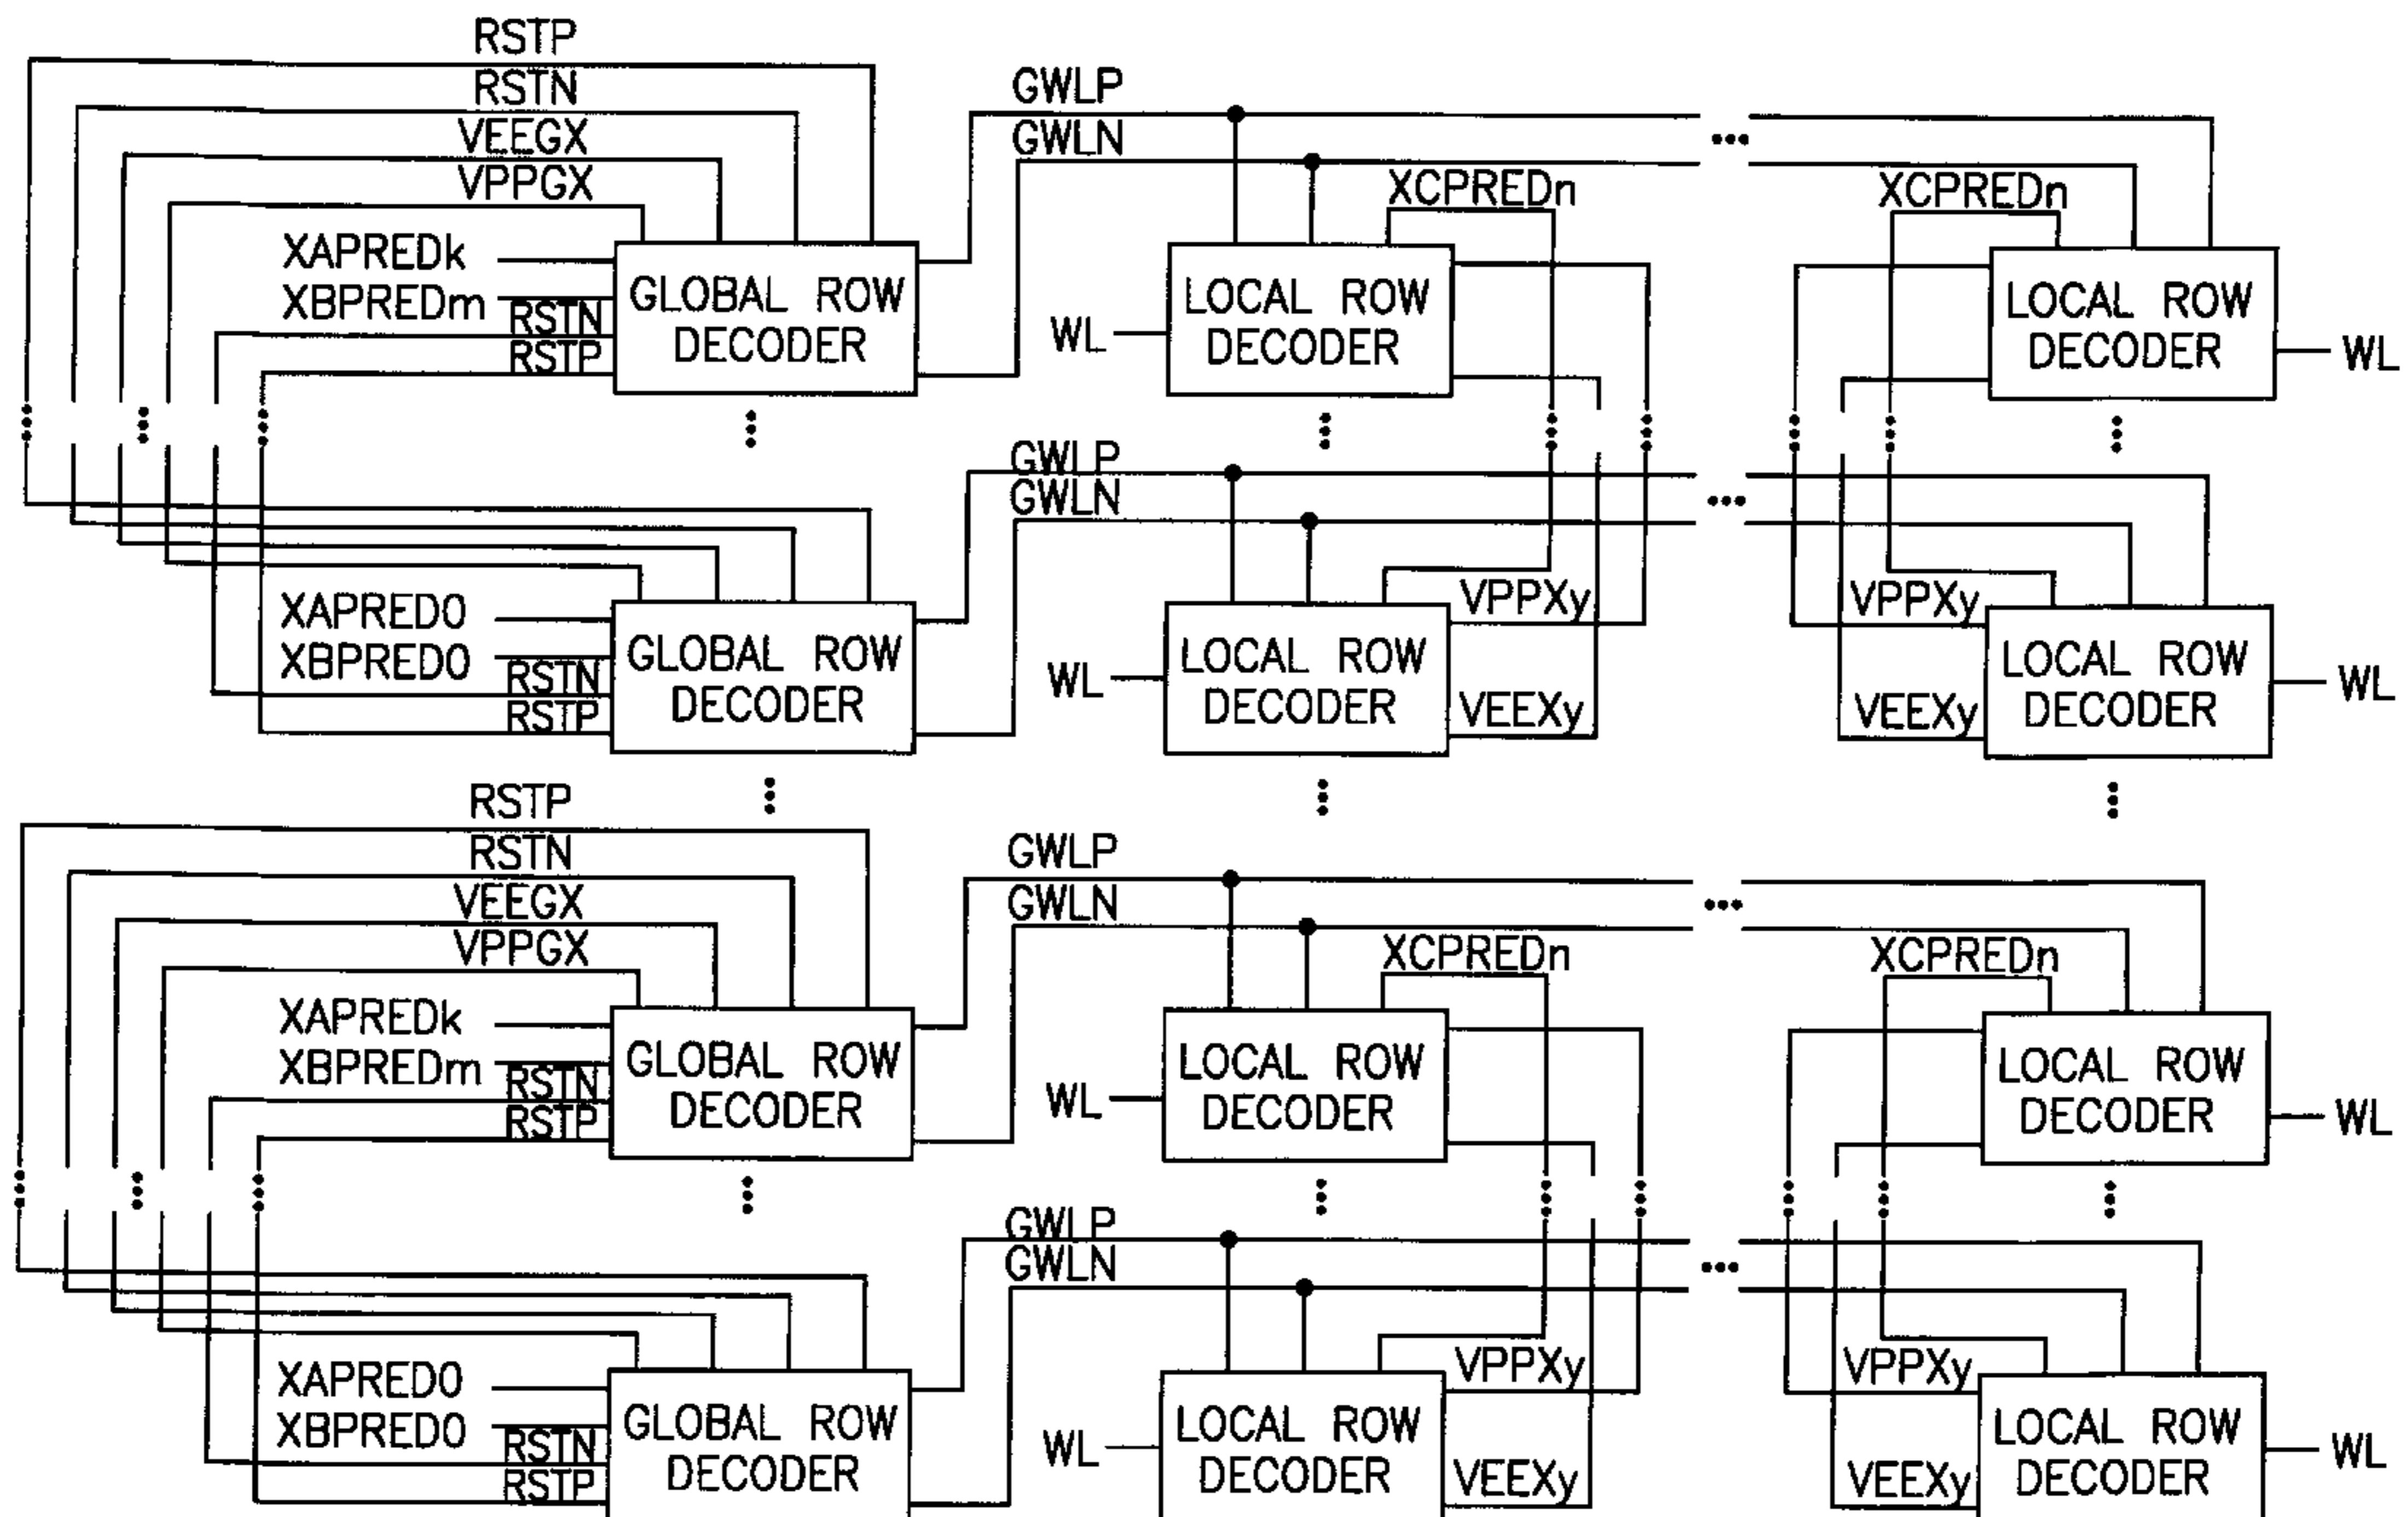 RSTP
RSTN
VEEGX
VPPGX
GWLP
GWLN
XCPREDn
XCPREDn
XAPREDk
XBPREDm
RSTN
RSTP
GLOBAL ROW
DECODER
WL
LOCAL ROW
DECODER
LOCAL ROW
DECODER
WL
GWLP
GWLN
XAPRED0
XBPRED0
RSTN
RSTP
GLOBAL ROW
DECODER
WL
LOCAL ROW
DECODER
VPPXy
VEEXy
VPPXy
VEEXy
LOCAL ROW
DECODER
WL
RSTP
RSTN
VEEGX
VPPGX
GWLP
GWLN
XCPREDn
XCPREDn
XAPREDk
XBPREDm
RSTN
RSTP
GLOBAL ROW
DECODER
WL
LOCAL ROW
DECODER
LOCAL ROW
DECODER
WL
GWLP
GWLN
XAPRED0
XBPRED0
RSTN
RSTP
GLOBAL ROW
DECODER
WL
LOCAL ROW
DECODER
VPPXy
VEEXy
VPPXy
VEEXy
LOCAL ROW
DECODER
WL